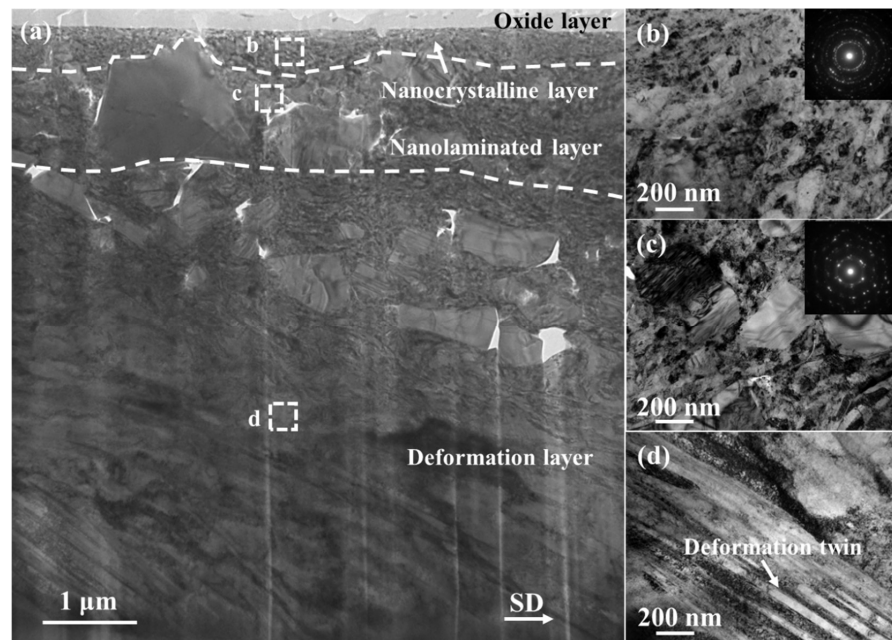 (a)
Oxide layer
b
c
Nanocrystalline layer
Nanolaminated layer
d
Deformation layer
1 μm
SD
(b)
200 nm
(c)
200 nm
(d)
Deformation twin
200 nm